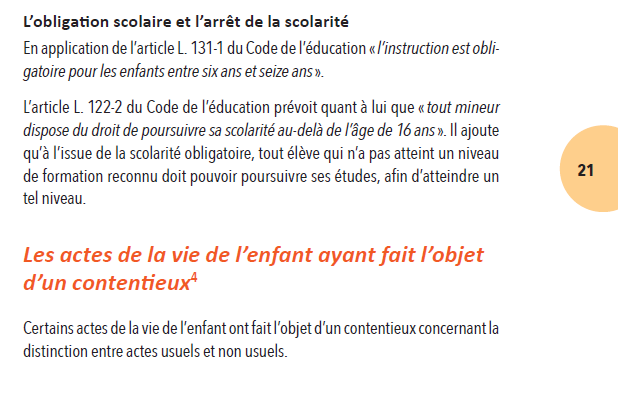 L'obligation scolaire et l'arrêt de la scolarité
En application de l'article L. 131-1 du Code de l'éducation « l'instruction est obli-
gatoire pour les enfants entre six ans et seize ans ».
L'article L. 122-2 du Code de l'éducation prévoit quant à lui que « tout mineur
dispose du droit de poursuivre sa scolarité au-delà de l'âge de 16 ans ». Il ajoute
qu'à l'issue de la scolarité obligatoire, tout élève qui n'a pas atteint un niveau
de formation reconnu doit pouvoir poursuivre ses études, afin d'atteindre un
tel niveau.
21
Les actes de la vie de l'enfant ayant fait l'objet
d'un contentieux4
Certains actes de la vie de l'enfant ont fait l'objet d'un contentieux concernant la
distinction entre actes usuels et non usuels.